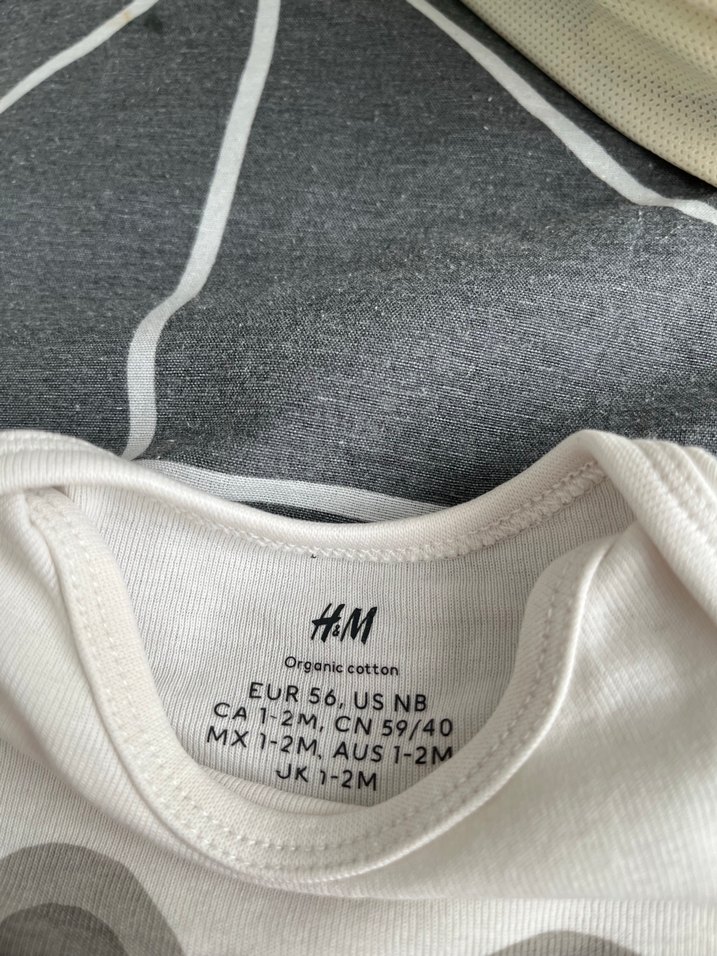 H&M
Organic cotton
EUR 56, US NB
CA 1-2M, CN 59/40
MX 1-2M, AUS 1-2M
JK 1-2M